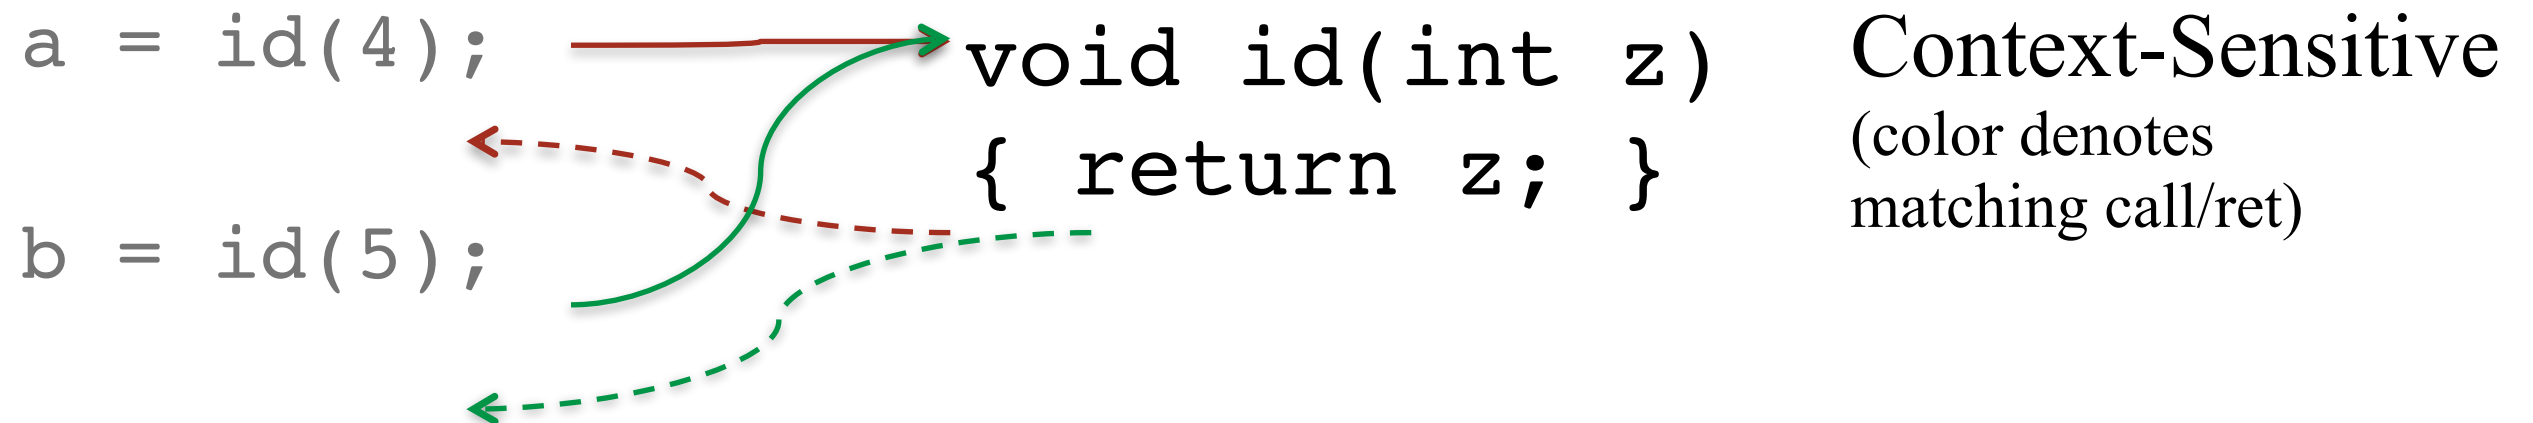 a = id(4);
void id(int z)
{ return z; }
b = id(5);
Context-Sensitive
(color denotes
matching call/ret)